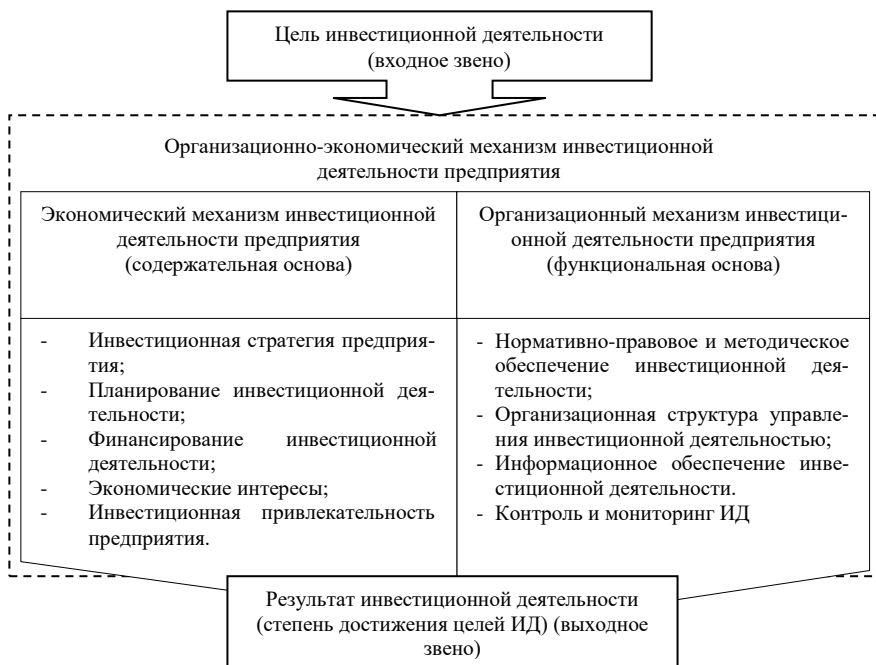 Цель инвестиционной деятельности
(входное звено)
Организационно-экономический механизм инвестиционной
деятельности предприятия
Экономический механизм инвестиционной
деятельности предприятия
(содержательная основа)
Организационный механизм инвестици-
онной деятельности предприятия
(функциональная основа)
- Инвестиционная стратегия предприя-
тия;
- Планирование инвестиционной дея-
тельности;
- Финансирование инвестиционной
деятельности;
- Экономические интересы;
- Инвестиционная привлекательность
предприятия.
- Нормативно-правовое и методическое
обеспечение инвестиционной дея-
тельности;
- Организационная структура управле-
ния инвестиционной деятельностью;
- Информационное обеспечение инве-
стиционной деятельности.
- Контроль и мониторинг ИД
Результат инвестиционной деятельности
(степень достижения целей ИД) (выходное
звено)